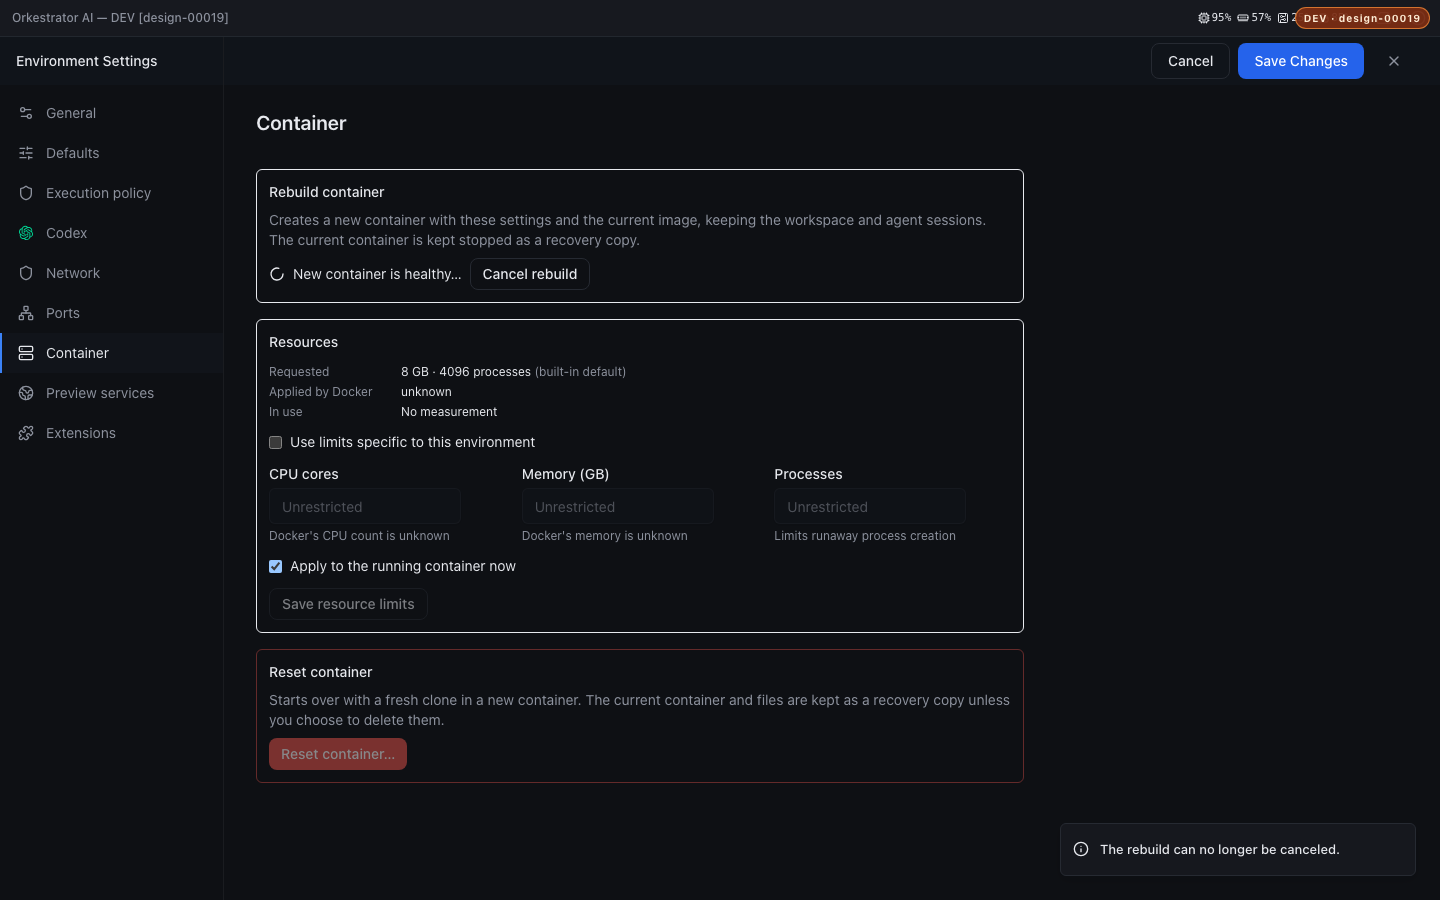 Orkestrator AI — DEV [design-00019]
95% 57% 2
DEV · design-00019
Environment Settings
Cancel
Save Changes
General
Defaults
Execution policy
Codex
Network
Ports
Container
Preview services
Extensions
Container
Rebuild container
Creates a new container with these settings and the current image, keeping the workspace and agent sessions.
The current container is kept stopped as a recovery copy.
New container is healthy...
Cancel rebuild
Resources
Requested 8 GB · 4096 processes (built-in default)
Applied by Docker unknown
In use No measurement
Use limits specific to this environment
CPU cores Memory (GB) Processes
Unrestricted Unrestricted Unrestricted
Docker's CPU count is unknown Docker's memory is unknown Limits runaway process creation
Apply to the running container now
Save resource limits
Reset container
Starts over with a fresh clone in a new container. The current container and files are kept as a recovery copy unless
you choose to delete them.
Reset container...
The rebuild can no longer be canceled.